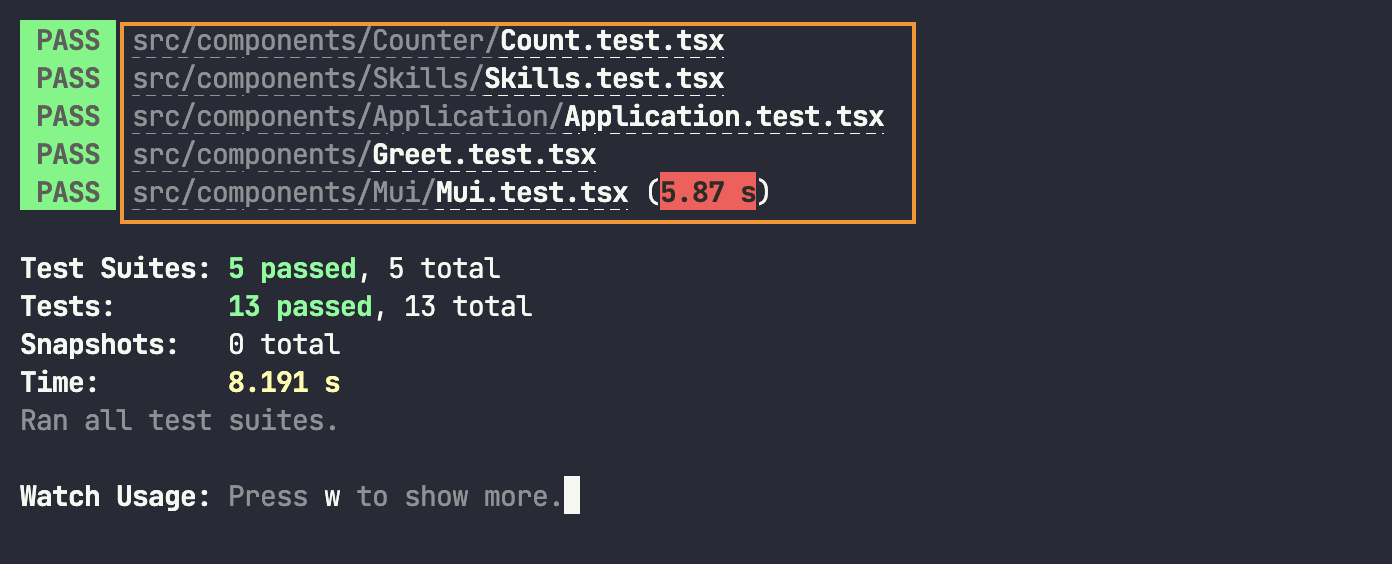 PASS src/components/Counter/Count.test.tsx
PASS src/components/Skills/Skills.test.tsx
PASS src/components/Application/Application.test.tsx
PASS src/components/Greet.test.tsx
PASS src/components/Mui/Mui.test.tsx (5.87 s)
Test Suites: 5 passed, 5 total
Tests: 13 passed, 13 total
Snapshots: 0 total
Time: 8.191 s
Ran all test suites.
Watch Usage: Press w to show more.